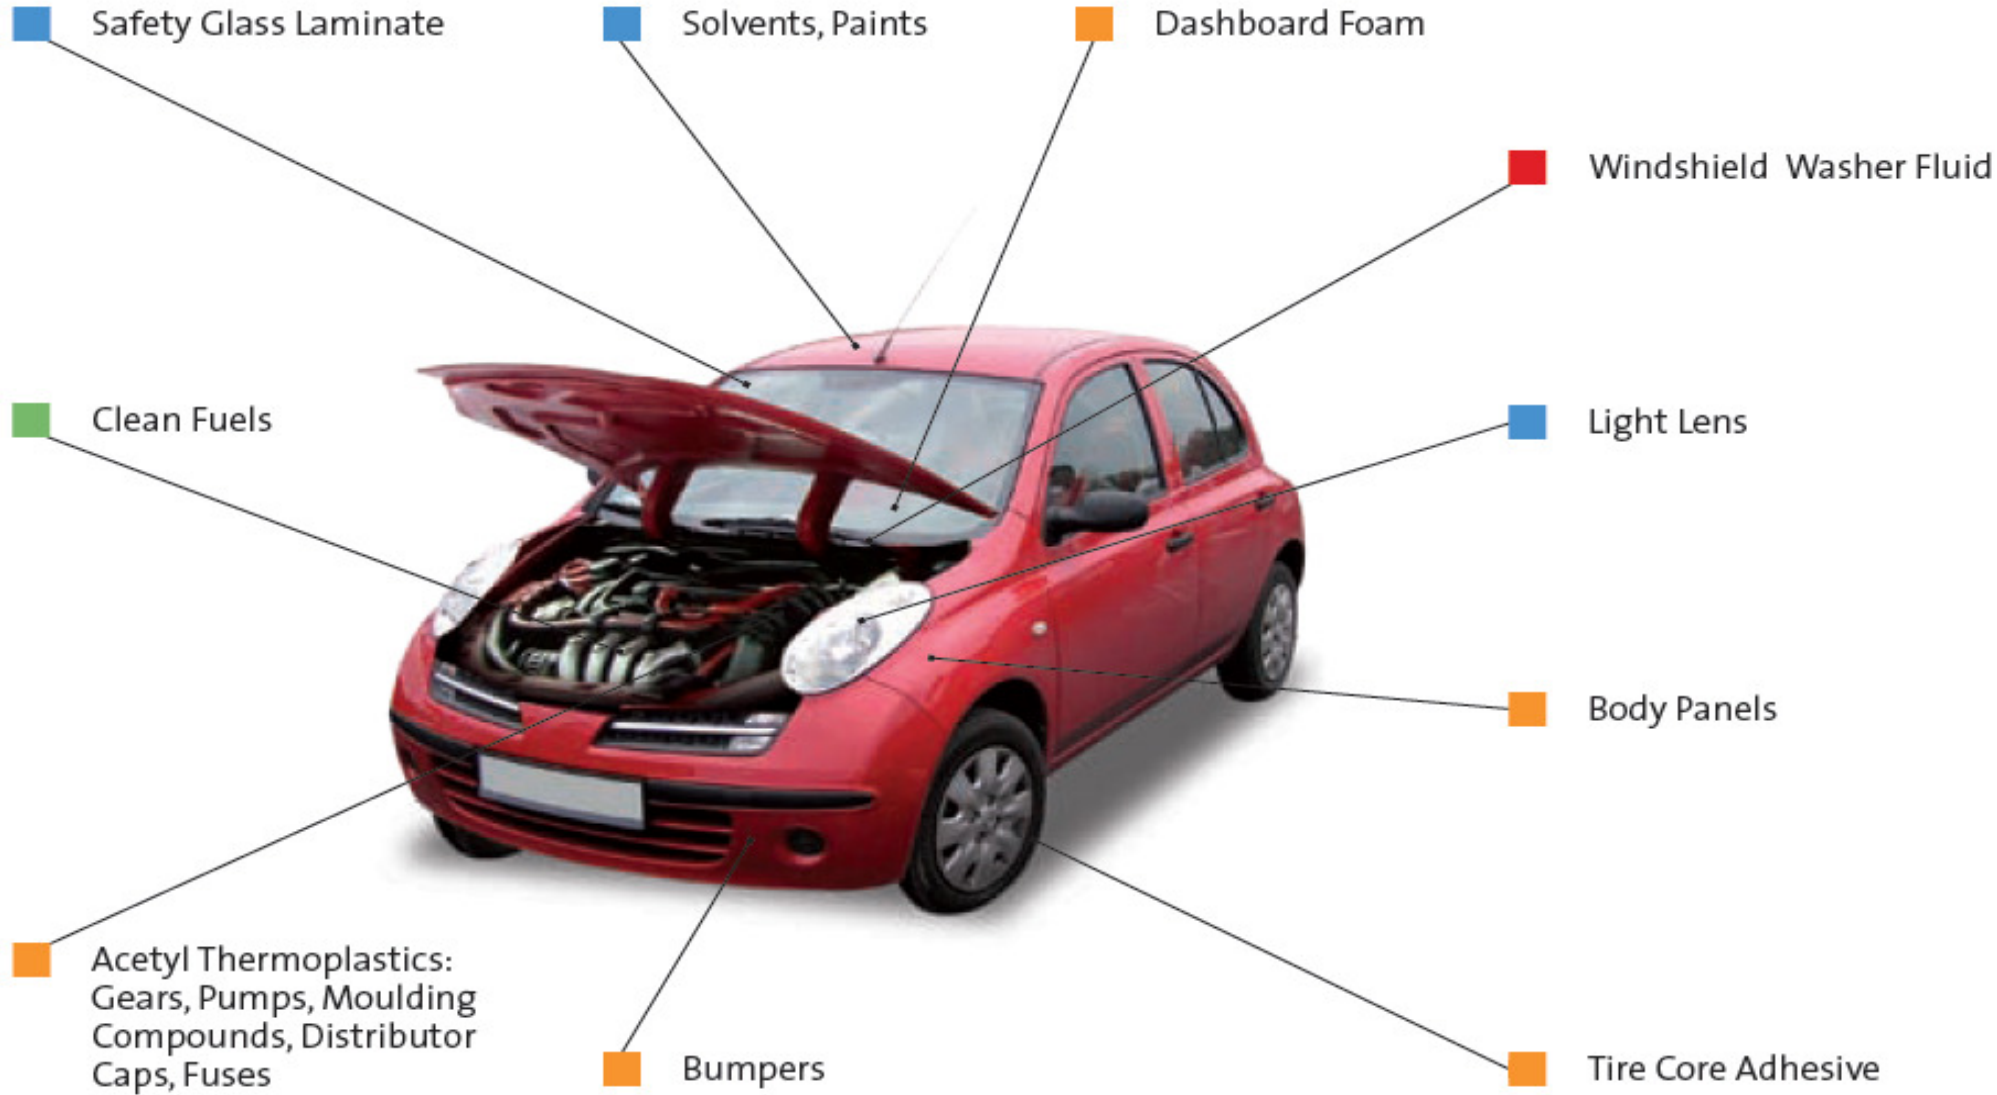 Safety Glass Laminate
Solvents, Paints
Dashboard Foam
Windshield Washer Fluid
Clean Fuels
Light Lens
Body Panels
Acetyl Thermoplastics:
Gears, Pumps, Moulding
Compounds, Distributor
Caps, Fuses
Bumpers
Tire Core Adhesive